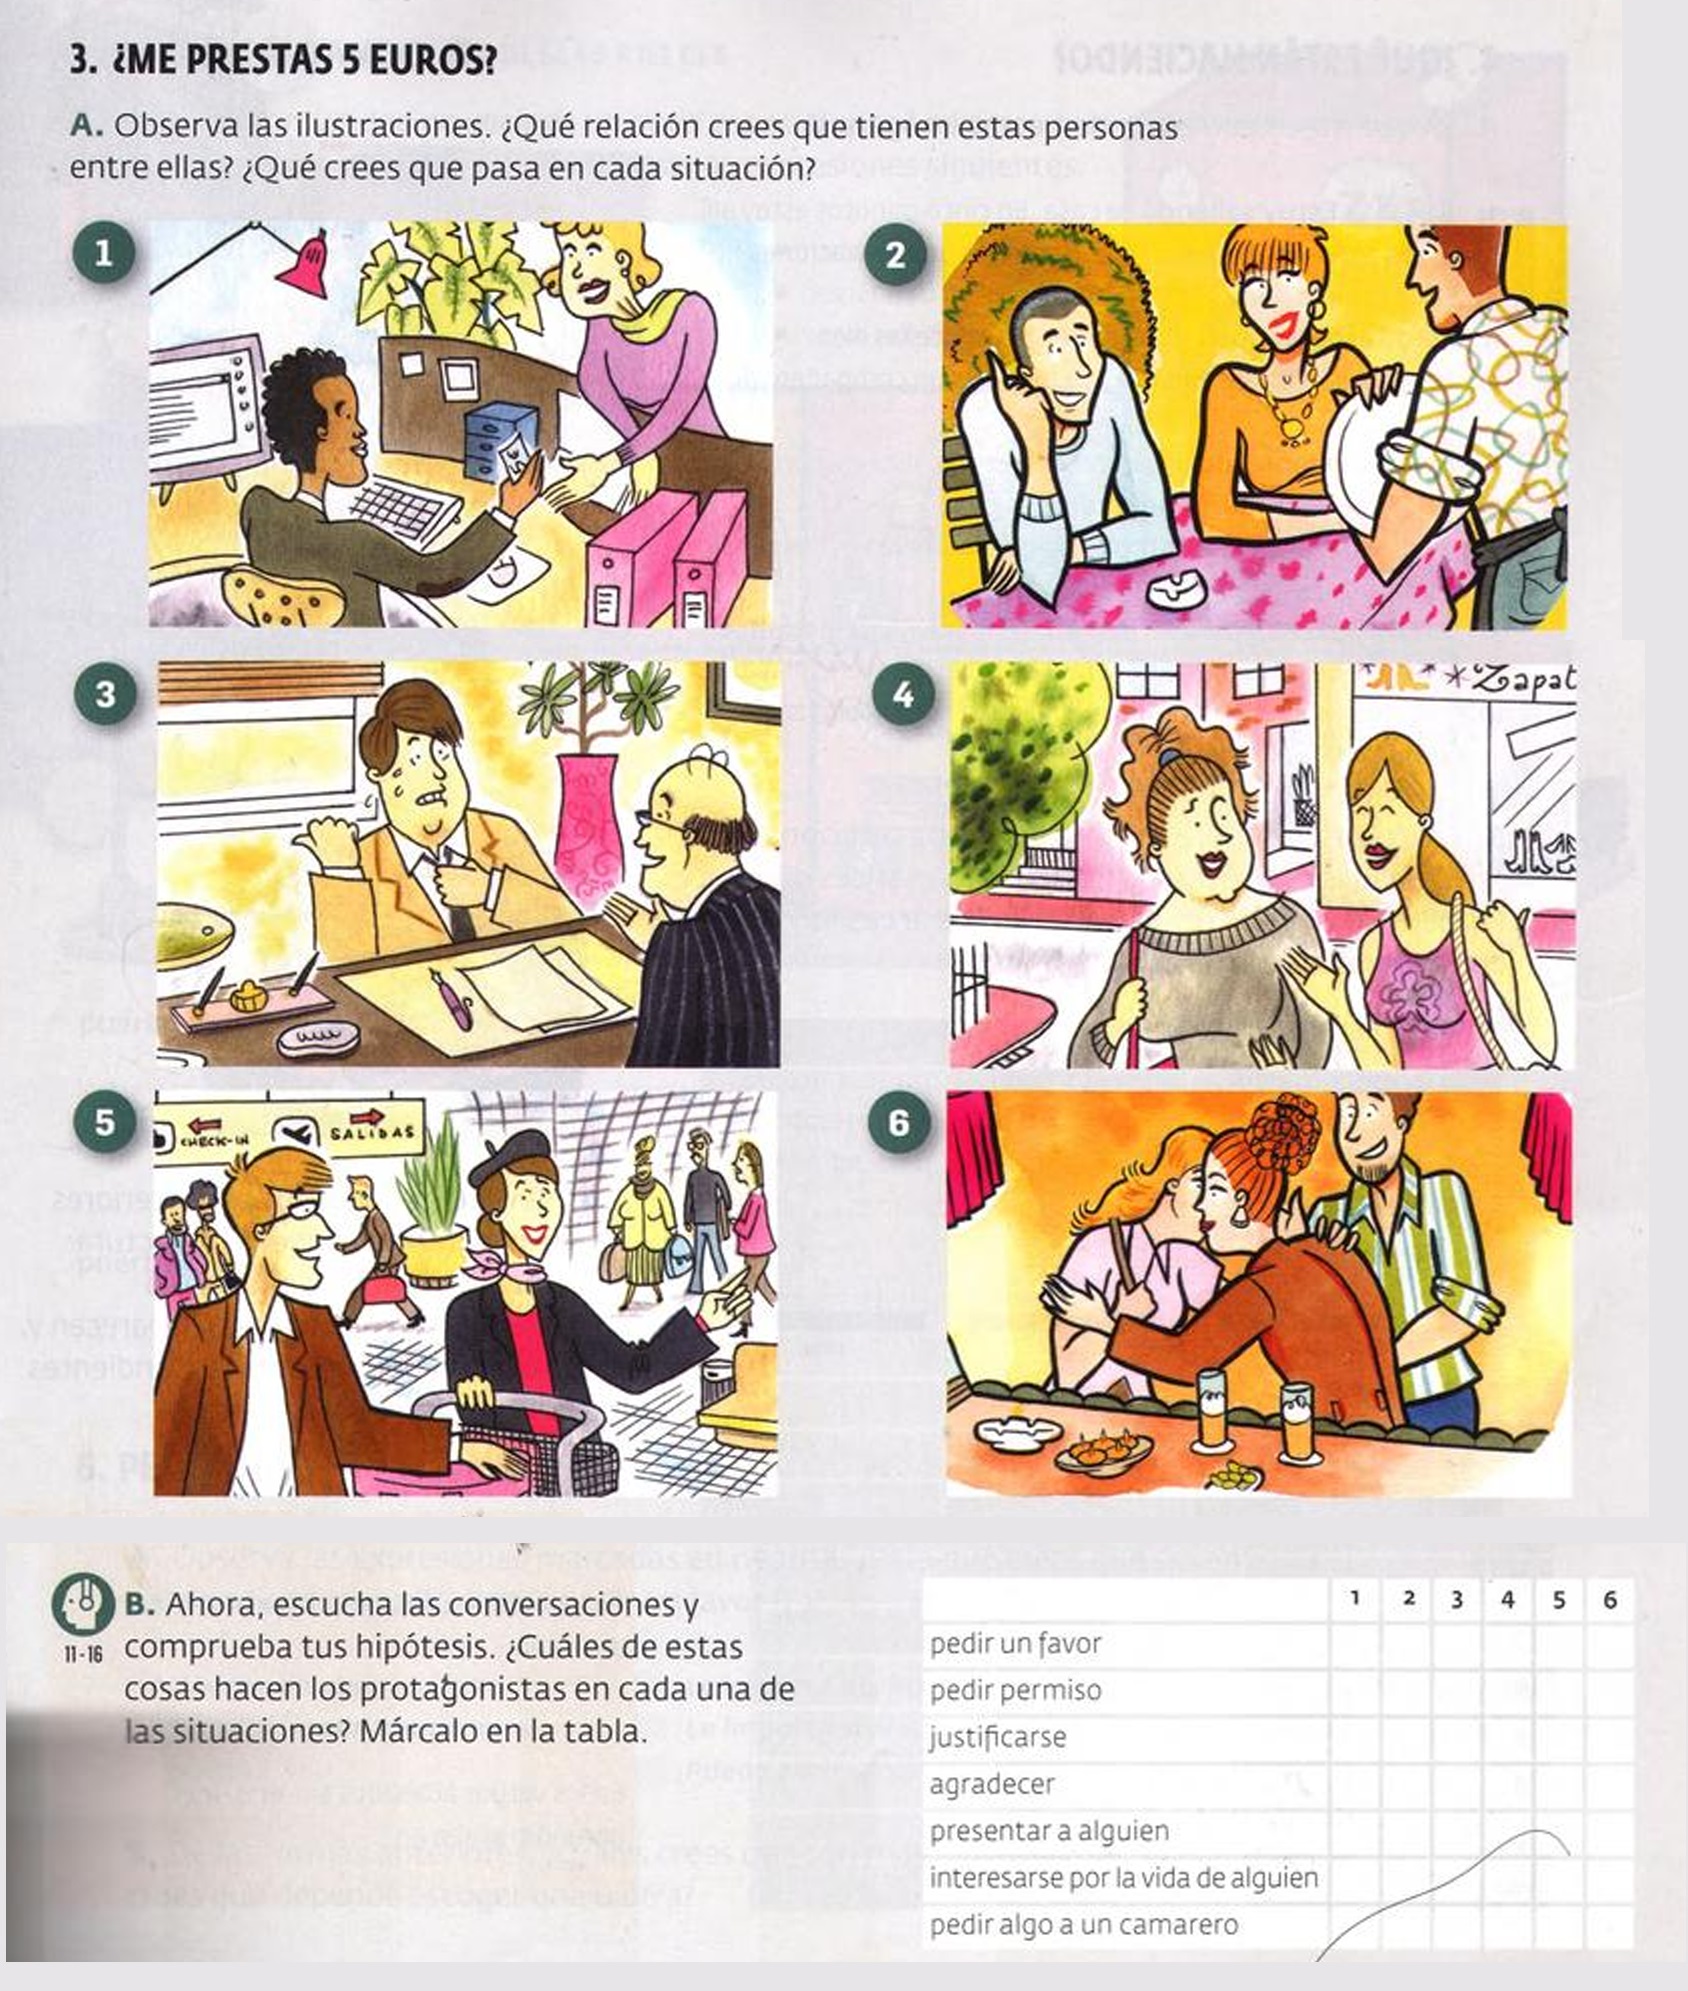 3. ¿ME PRESTAS 5 EUROS?
A. Observa las ilustraciones. ¿Qué relación crees que tienen estas personas
entre ellas? ¿Qué crees que pasa en cada situación?
1
2
3
4
Zapat
5
CHECK-IN
SALIDAS
6
B. Ahora, escucha las conversaciones y
comprueba tus hipótesis. ¿Cuáles de estas
cosas hacen los protagonistas en cada una de
las situaciones? Márcalo en la tabla.
11-16
1 2 3 4 5 6
pedir un favor
pedir permiso
justificarse
agradecer
presentar a alguien
interesarse por la vida de alguien
pedir algo a un camarero